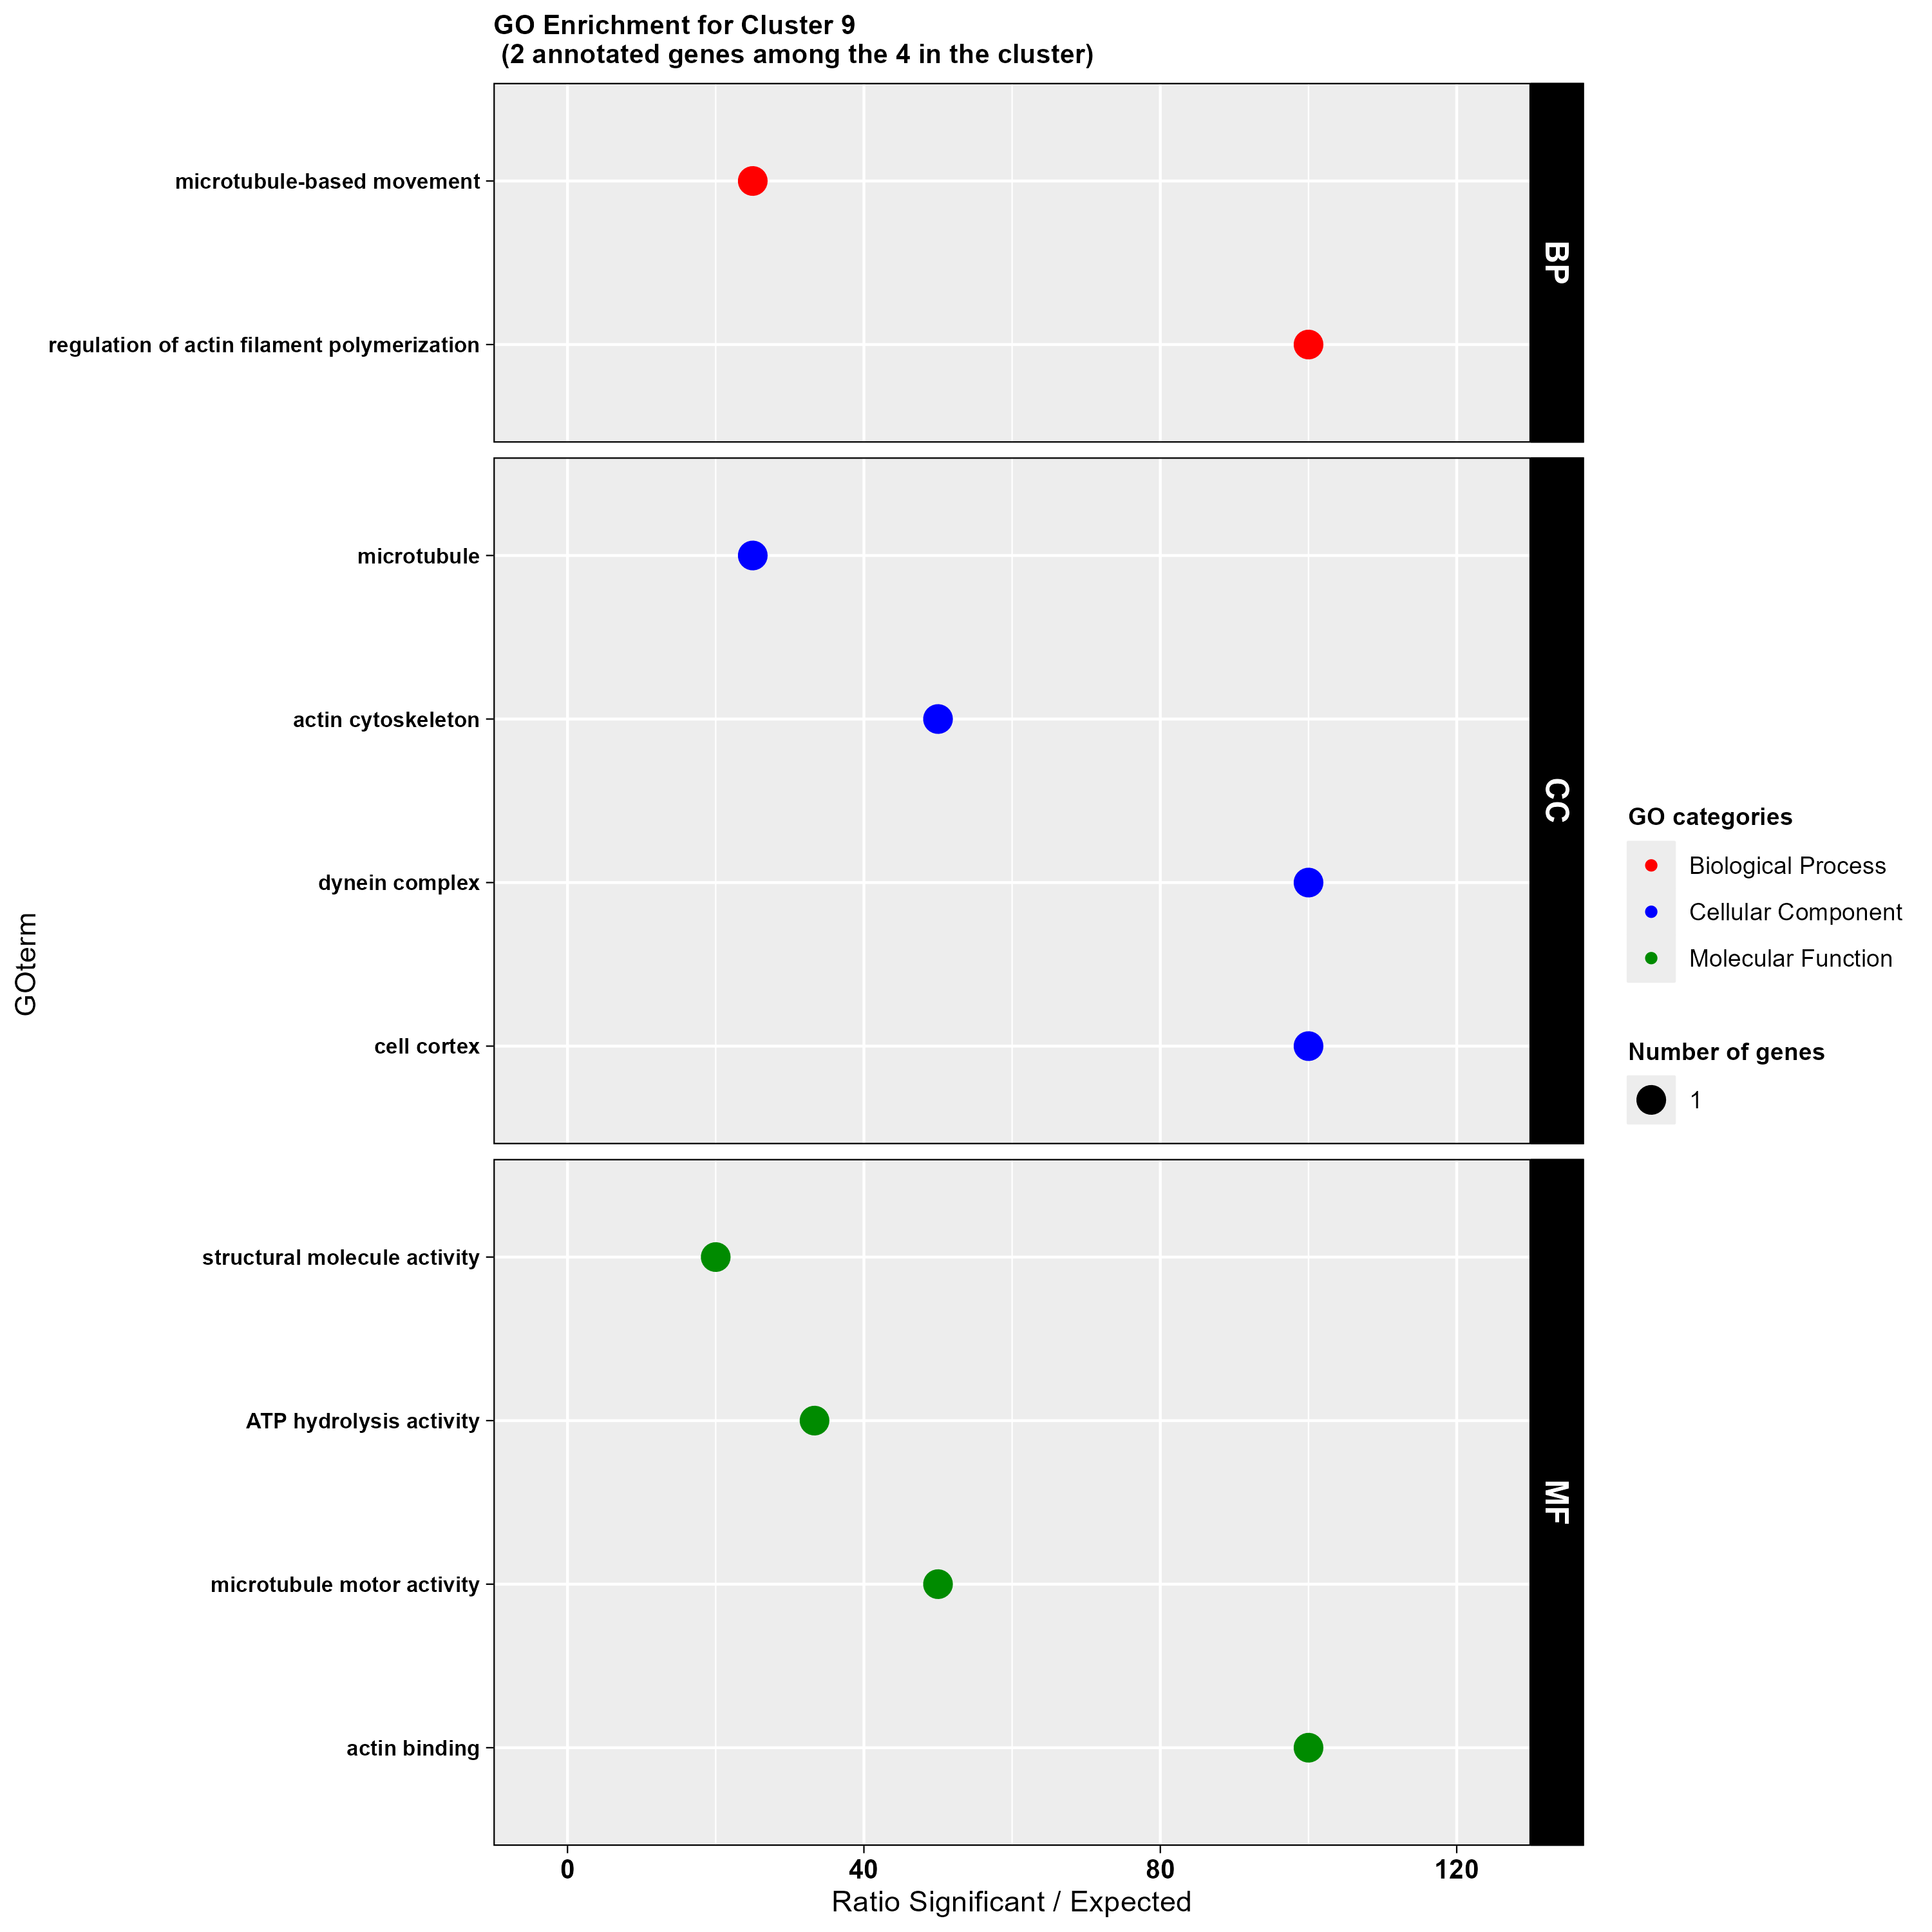 GO Enrichment for Cluster 9
(2 annotated genes among the 4 in the cluster)
microtubule-based movement
regulation of actin filament polymerization
BP
microtubule
actin cytoskeleton
dynein complex
cell cortex
CC
structural molecule activity
ATP hydrolysis activity
microtubule motor activity
actin binding
MF
GOterm
0 40 80 120
Ratio Significant / Expected
GO categories
Biological Process
Cellular Component
Molecular Function
Number of genes
1